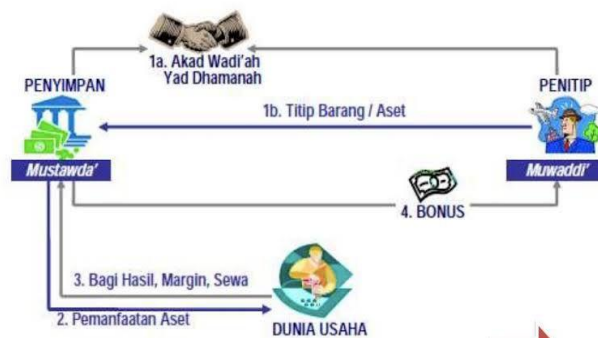 1a. Akad Wadi'ah
Yad Dhamanah
PENYIMPAN
PENITIP
1b. Titip Barang / Aset
Mustawda'
Muwaddi'
4. BONUS
3. Bagi Hasil, Margin, Sewa
2. Pemanfaatan Aset
DUNIA USAHA